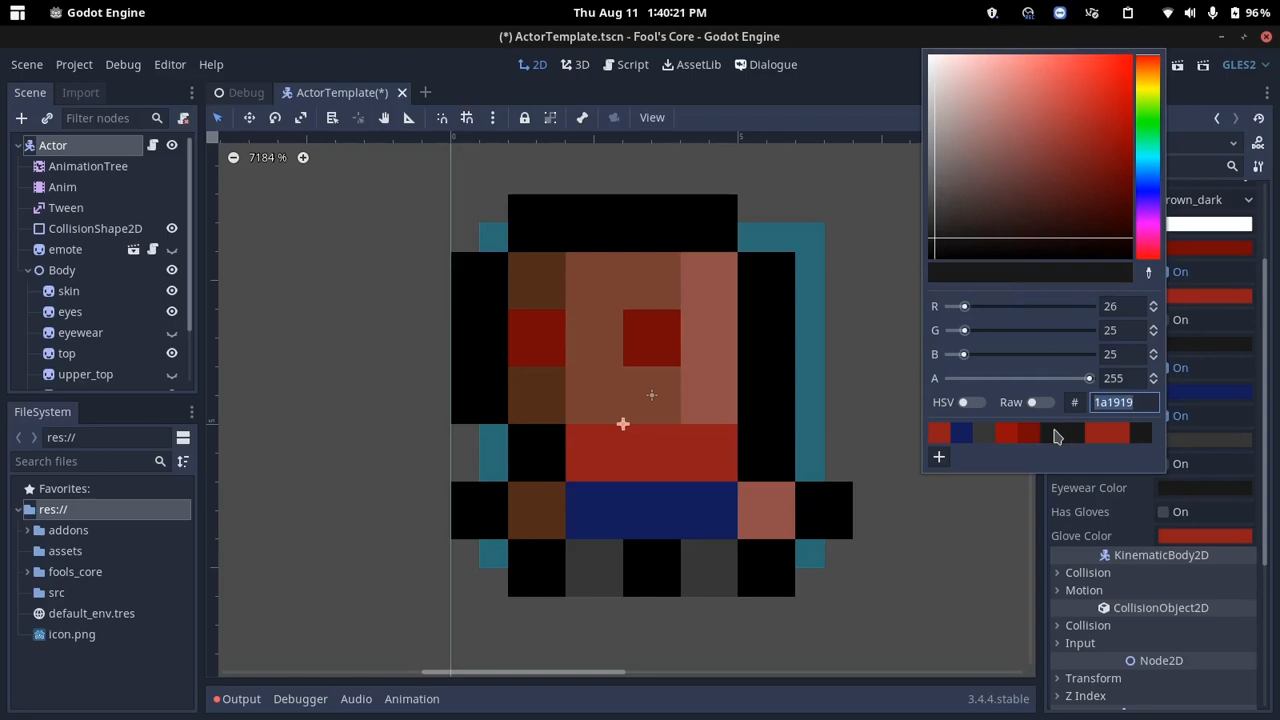 Godot Engine
Thu Aug 11 1:40:21 PM
96%
(*) ActorTemplate.tscn - Fool's Core - Godot Engine
Scene Project Debug Editor Help
2D 3D Script AssetLib Dialogue
GLES2
Scene Import
Debug ActorTemplate(*)
Filter nodes
View
Actor
AnimationTree
Anim
Tween
CollisionShape2D
emote
Body
skin
eyes
eyewear
top
upper_top
0 5
7184 %
5
FileSystem
res://
Search files
Favorites:
res://
addons
assets
fools_core
src
default_env.tres
icon.png
R 26
G 25
B 25
A 255
HSV Raw # 1a1919
rown_dark
On
On
On
On
On
On
Eyewear Color
Has Gloves On
Glove Color
KinematicBody2D
Collision
Motion
CollisionObject2D
Collision
Input
Node2D
Transform
Z Index
Output Debugger Audio Animation
3.4.4.stable